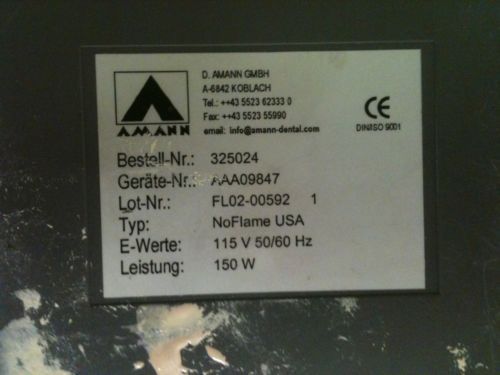 AMANN
D. AMANN GMBH
A-6842 KOBLACH
Tel.: ++43 5523 62333 0
Fax: ++43 5523 55990
email: info@amann-dental.com
CE
DIN/ISO 9001
Bestell-Nr.: 325024
Geräte-Nr.: AAA09847
Lot-Nr.: FL02-00592 1
Typ: NoFlame USA
E-Werte: 115 V 50/60 Hz
Leistung: 150 W